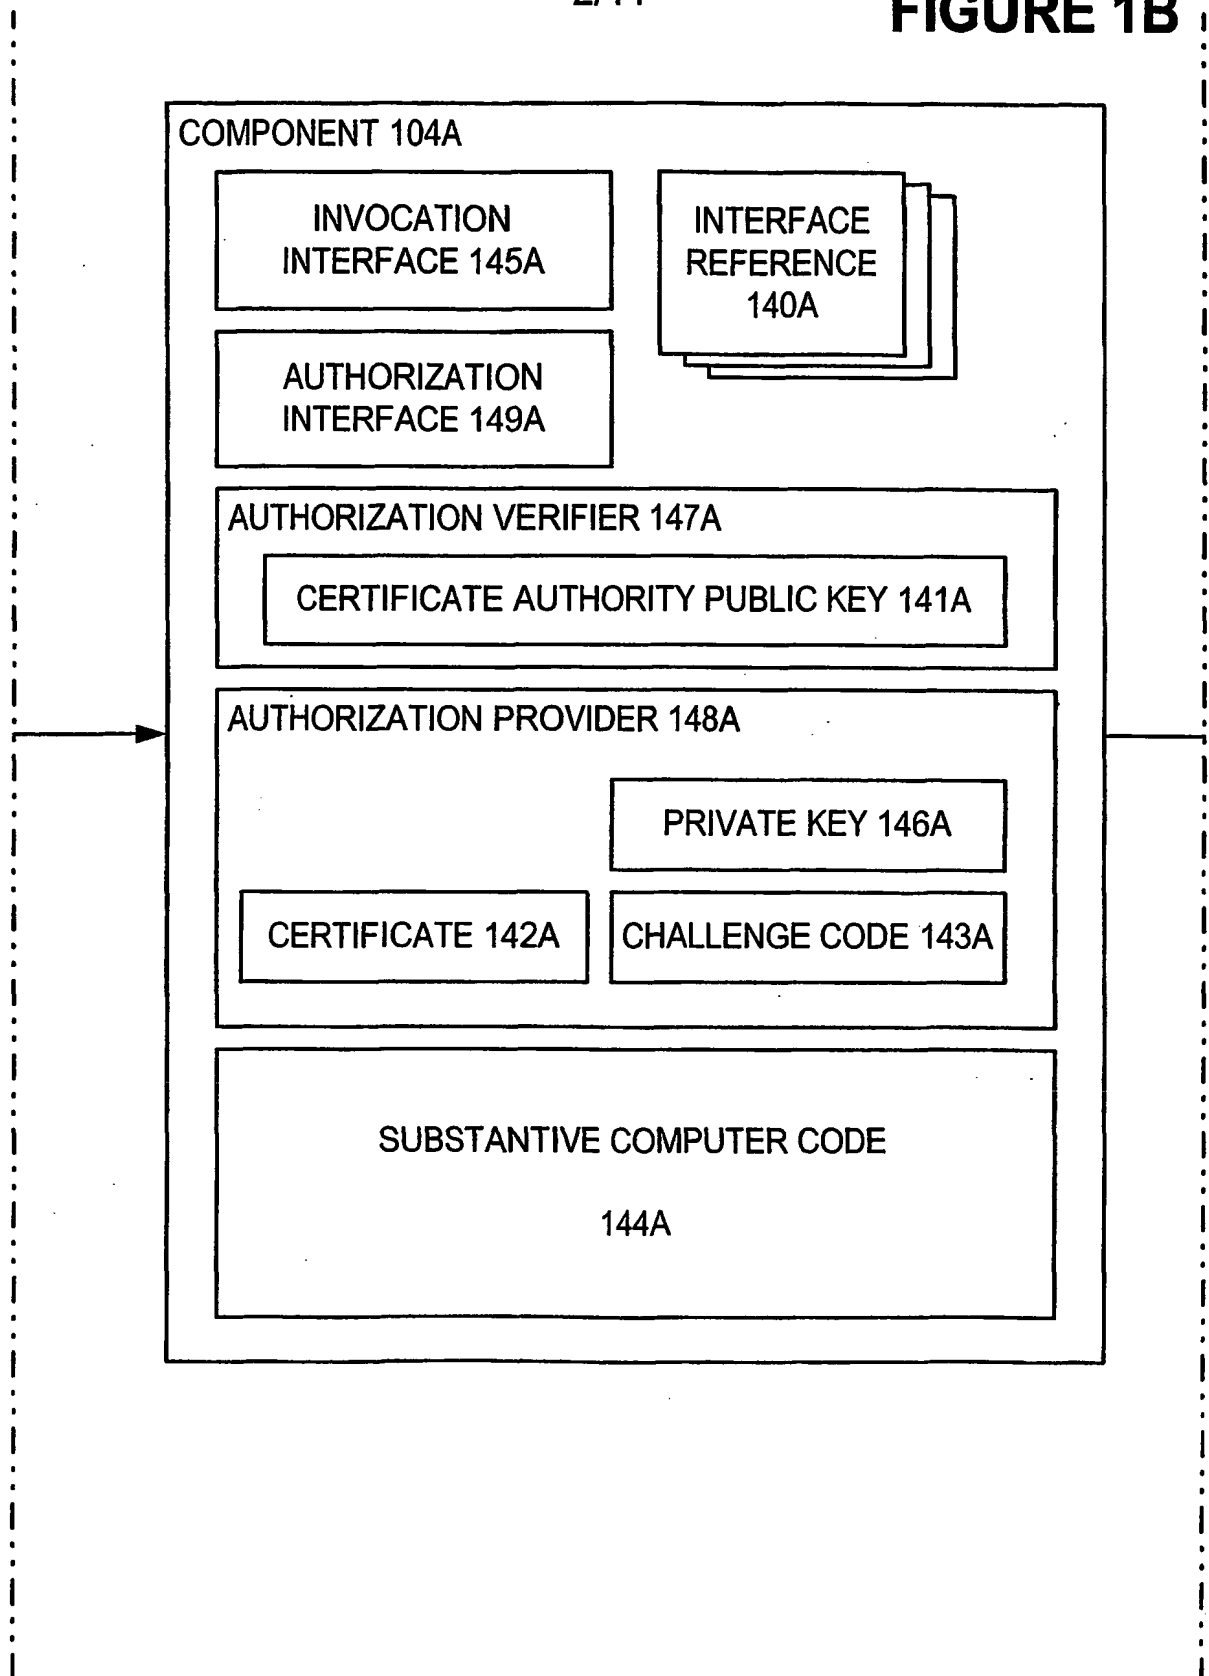 FIGURE 1B
COMPONENT 104A
INVOCATION
INTERFACE 145A
INTERFACE
REFERENCE
140A
AUTHORIZATION
INTERFACE 149A
AUTHORIZATION VERIFIER 147A
CERTIFICATE AUTHORITY PUBLIC KEY 141A
AUTHORIZATION PROVIDER 148A
PRIVATE KEY 146A
CERTIFICATE 142A
CHALLENGE CODE 143A
SUBSTANTIVE COMPUTER CODE
144A